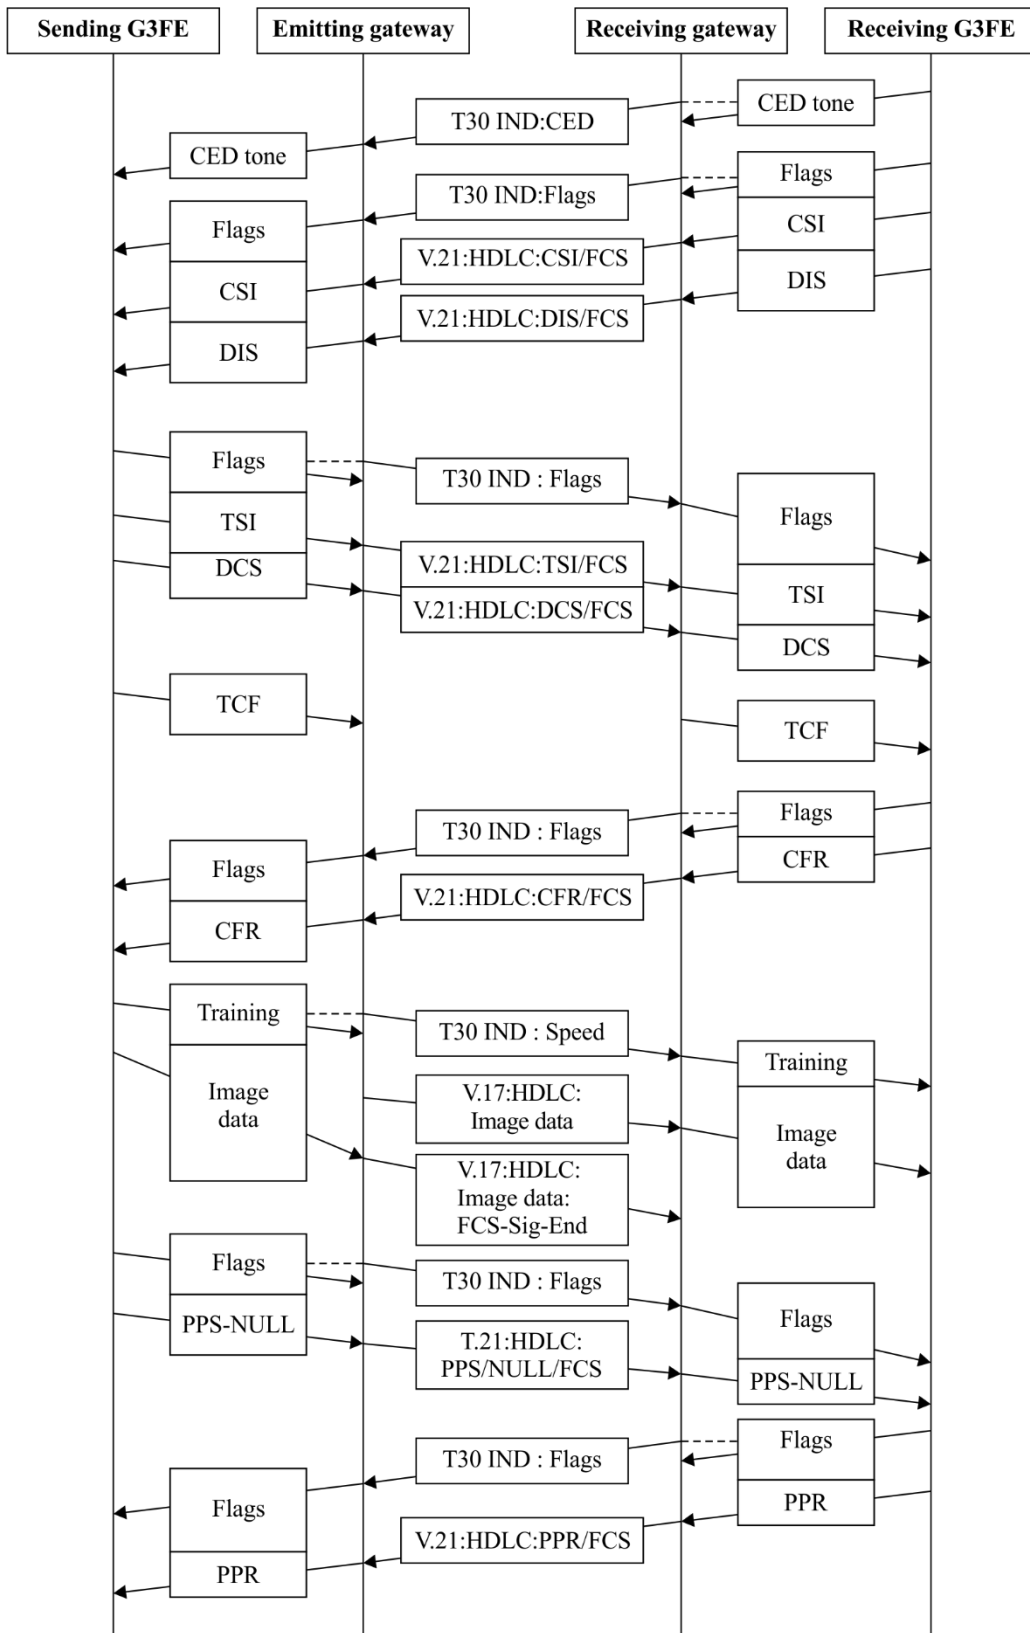 Sending G3FE
Emitting gateway
Receiving gateway
Receiving G3FE
CED tone
T30 IND:CED
CED tone
Flags
T30 IND:Flags
Flags
CSI
V.21:HDLC:CSI/FCS
CSI
DIS
V.21:HDLC:DIS/FCS
DIS
Flags
T30 IND : Flags
Flags
TSI
V.21:HDLC:TSI/FCS
TSI
DCS
V.21:HDLC:DCS/FCS
DCS
TCF
TCF
Flags
T30 IND : Flags
Flags
CFR
V.21:HDLC:CFR/FCS
CFR
Training
T30 IND : Speed
Training
Image
data
V.17:HDLC:
Image data
Image
data
V.17:HDLC:
Image data:
FCS-Sig-End
Flags
T30 IND : Flags
Flags
PPS-NULL
T.21:HDLC:
PPS/NULL/FCS
PPS-NULL
Flags
T30 IND : Flags
Flags
PPR
V.21:HDLC:PPR/FCS
PPR